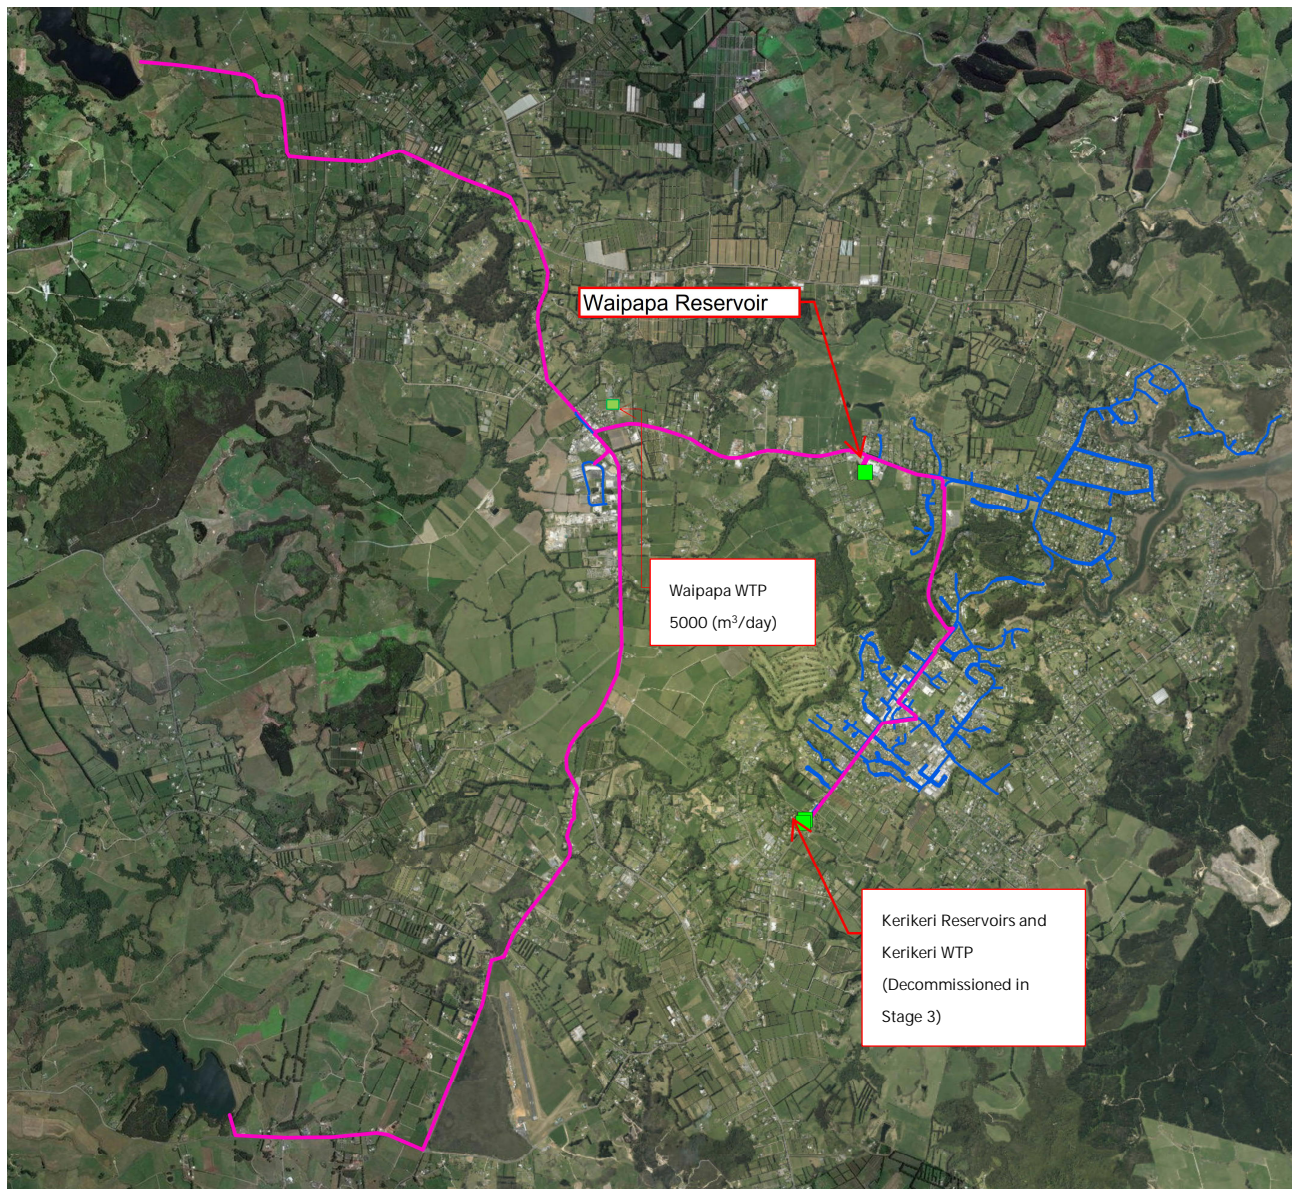 Waipapa Reservoir
Waipapa WTP
5000 (m³/day)
Kerikeri Reservoirs and
Kerikeri WTP
(Decommissioned in
Stage 3)